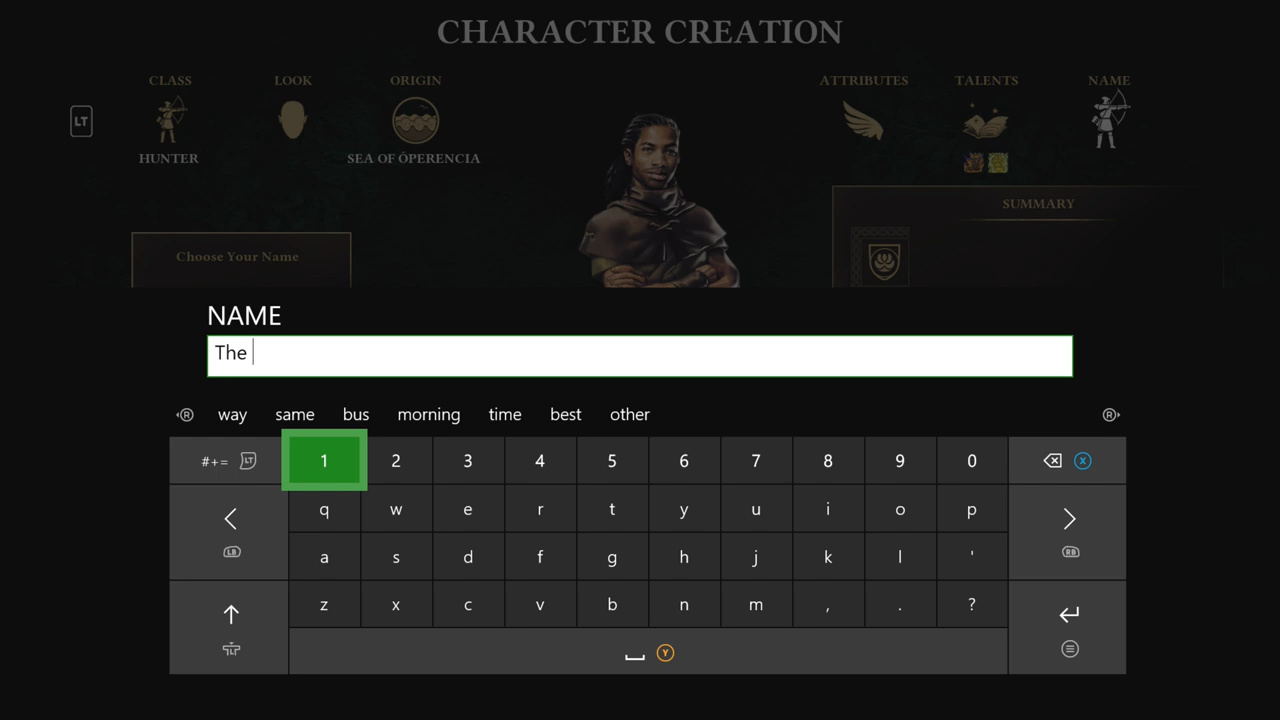 CHARACTER CREATION
CLASS LOOK ORIGIN ATTRIBUTES TALENTS NAME
LT
HUNTER SEA OF ÓPERENCIA
SUMMARY
Choose Your Name
NAME
The
R way same bus morning time best other R
#+= LT 1 2 3 4 5 6 7 8 9 0 X
q w e r t y u i o p
LB a s d f g h j k l ' RB
z x c v b n m , . ?
LT Y